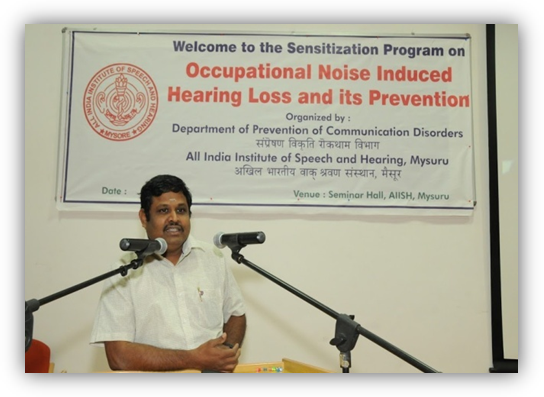 Welcome to the Sensitization Program on
Occupational Noise Induced
Hearing Loss and its Prevention
Organized by :
Department of Prevention of Communication Disorders
संप्रेषण विकृति रोकथाम विभाग
All India Institute of Speech and Hearing, Mysuru
अखिल भारतीय वाक् श्रवण संस्थान, मैसूर
Date :
Venue : Seminar Hall, AIISH, Mysuru
ALL INDIA INSTITUTE OF SPEECH AND HEARING
MYSORE